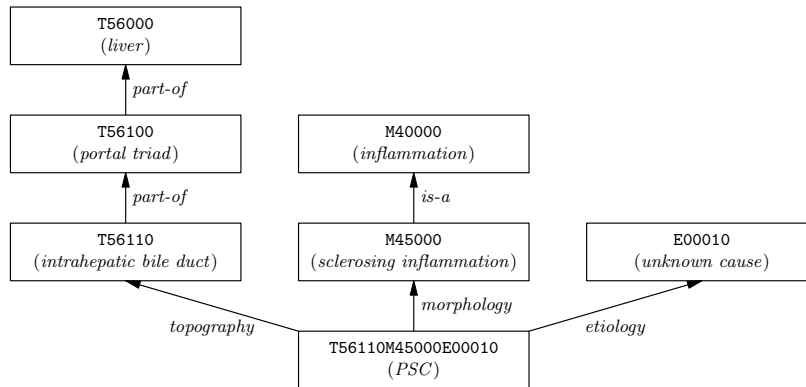 T56000
(liver)
part-of
T56100
(portal triad)
M40000
(inflammation)
part-of
is-a
T56110
(intrahepatic bile duct)
M45000
(sclerosing inflammation)
E00010
(unknown cause)
topography
morphology
etiology
T56110M45000E00010
(PSC)